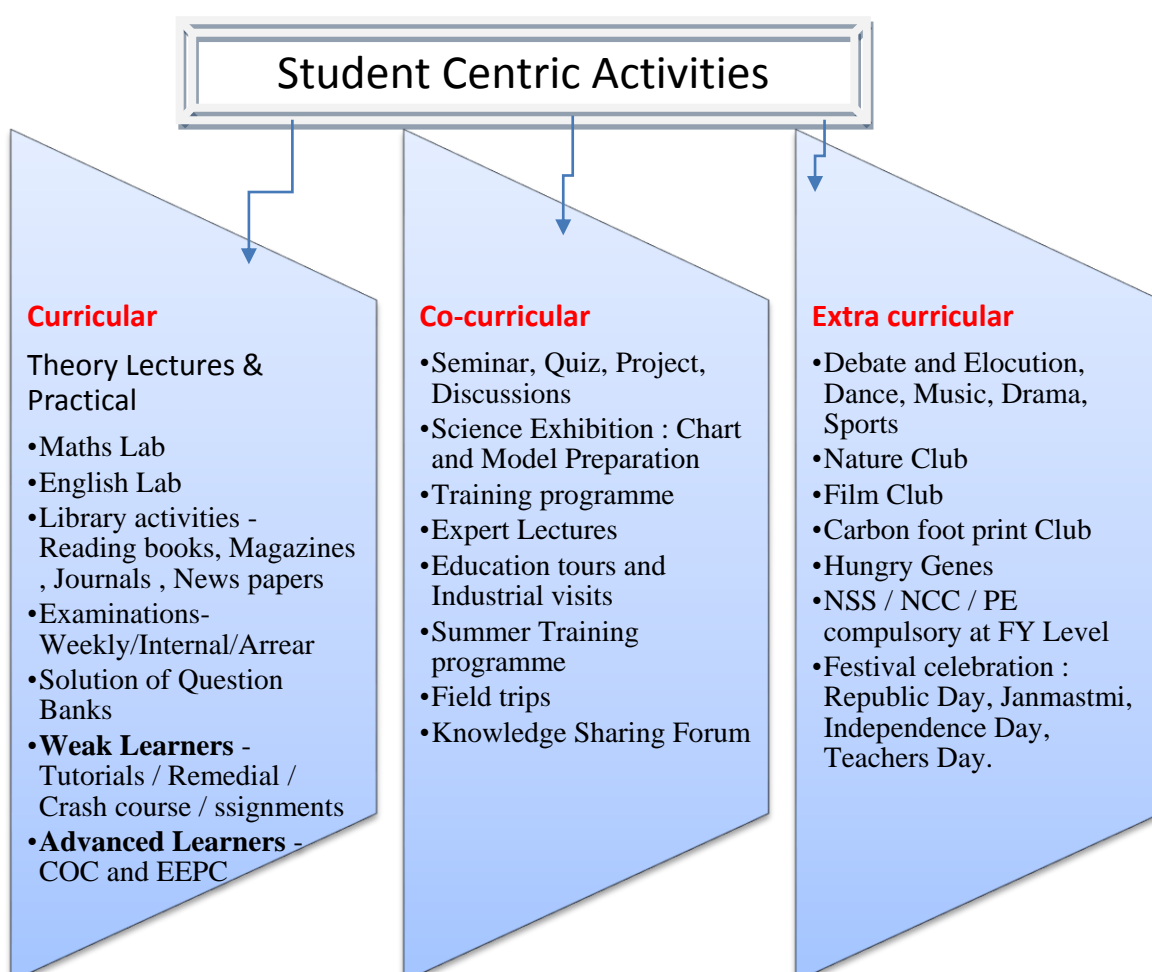 Student Centric Activities
Curricular
Theory Lectures &
Practical
•Maths Lab
•English Lab
•Library activities -
Reading books, Magazines
, Journals , News papers
•Examinations-
Weekly/Internal/Arrear
•Solution of Question
Banks
•Weak Learners -
Tutorials / Remedial /
Crash course / ssignments
•Advanced Learners -
COC and EEPC
Co-curricular
•Seminar, Quiz, Project,
Discussions
•Science Exhibition : Chart
and Model Preparation
•Training programme
•Expert Lectures
•Education tours and
Industrial visits
•Summer Training
programme
•Field trips
•Knowledge Sharing Forum
Extra curricular
•Debate and Elocution,
Dance, Music, Drama,
Sports
•Nature Club
•Film Club
•Carbon foot print Club
•Hungry Genes
•NSS / NCC / PE
compulsory at FY Level
•Festival celebration :
Republic Day, Janmastmi,
Independence Day,
Teachers Day.